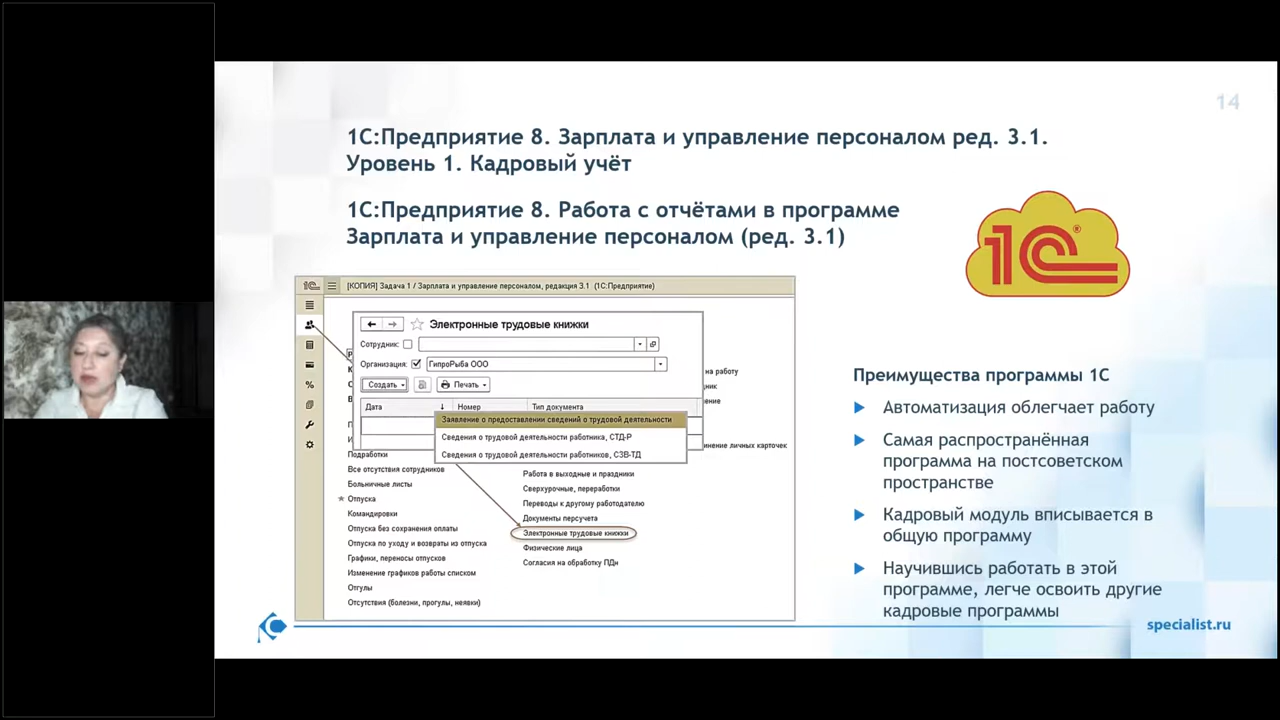 14
1С:Предприятие 8. Зарплата и управление персоналом ред. 3.1.
Уровень 1. Кадровый учёт
1С:Предприятие 8. Работа с отчётами в программе
Зарплата и управление персоналом (ред. 3.1)
1С®
1С [КОПИЯ] Задача 1 / Зарплата и управление персоналом, редакция 3.1 (1С:Предприятие)
Электронные трудовые книжки
Сотрудник:
Организация: ГипроРыба ООО
Создать Печать
Дата Номер Тип документа
Заявление о предоставлении сведений о трудовой деятельности
Сведения о трудовой деятельности работника, СТД-Р
Сведения о трудовой деятельности работников, СЗВ-ТД
на работу
Подработки
Все отсутствия сотрудников
Больничные листы
Отпуска
Командировки
Отпуска без сохранения оплаты
Отпуска по уходу и возвраты из отпуска
Графики, переносы отпусков
Изменение графиков работы списком
Отгулы
Отсутствия (болезни, прогулы, неявки)
личных карточек
Работа в выходные и праздники
Сверхурочные, переработки
Переводы к другому работодателю
Документы персучета
Электронные трудовые книжки
Физические лица
Согласия на обработку ПДн
Преимущества программы 1С
Автоматизация облегчает работу
Самая распространённая
программа на постсоветском
пространстве
Кадровый модуль вписывается в
общую программу
Научившись работать в этой
программе, легче освоить другие
кадровые программы
specialist.ru